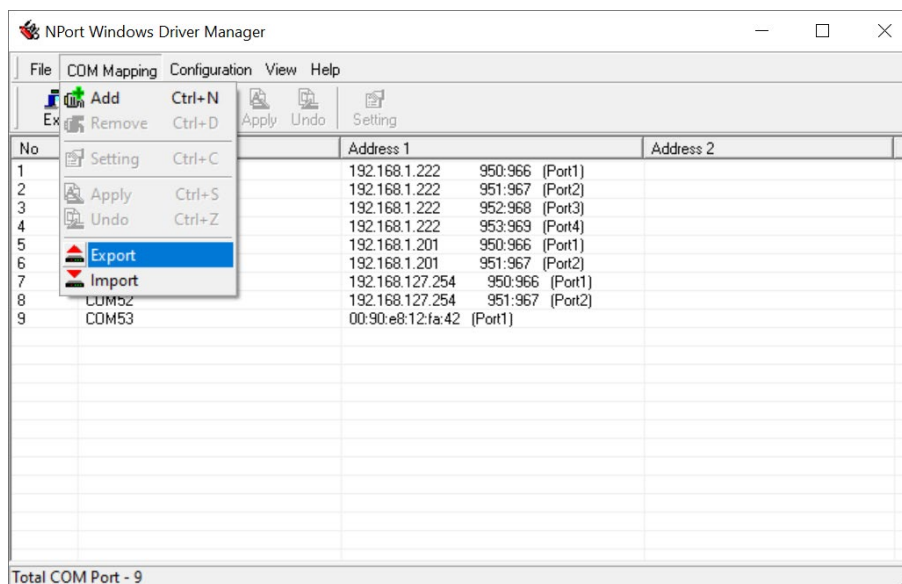 NPort Windows Driver Manager
File COM Mapping Configuration View Help
Add Ctrl+N
Remove Ctrl+D
Setting Ctrl+C
Apply Ctrl+S
Undo Ctrl+Z
Export
Import
Apply Undo Setting
No Address 1 Address 2
1 192.168.1.222 950:966 (Port1)
2 192.168.1.222 951:967 (Port2)
3 192.168.1.222 952:968 (Port3)
4 192.168.1.222 953:969 (Port4)
5 192.168.1.201 950:966 (Port1)
6 192.168.1.201 951:967 (Port2)
7 192.168.127.254 950:966 (Port1)
8 COM52 192.168.127.254 951:967 (Port2)
9 COM53 00:90:e8:12:fa:42 (Port1)
Total COM Port - 9